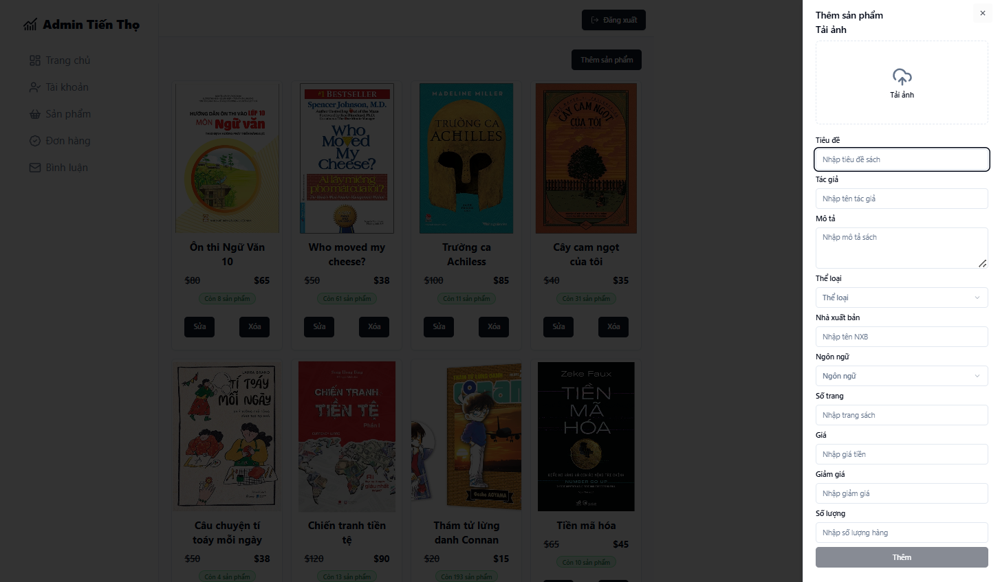 Admin Tiến Thọ
Trang chủ
Tài khoản
Sản phẩm
Đơn hàng
Bình luận
Đăng xuất
Thêm sản phẩm
HƯỚNG DẪN ÔN THI VÀO LỚP 10
MÔN Ngữ văn
#1 BESTSELLER
Spencer Johnson, M.D.
Who
Moved
My
Cheese?
Ai lấy miếng
pho mát của tôi?
MADELINE MILLER
TRƯỜNG CA
ACHILLES
CÂY CAM NGỌT
CỦA TÔI
Ôn thi Ngữ Văn
10
$80
$65
Còn 8 sản phẩm
Sửa
Xóa
Who moved my
cheese?
$50
$38
Còn 61 sản phẩm
Sửa
Xóa
Trường ca
Achiless
$100
$85
Còn 11 sản phẩm
Sửa
Xóa
Cây cam ngọt
của tôi
$40
$35
Còn 31 sản phẩm
Sửa
Xóa
TÍ TOÁY
MỖI NGÀY
CHIẾN TRANH
TIỀN TỆ
Phần I
THÁM TỬ LỪNG DANH
Conan
Gosho AOYAMA
Zeke Faux
TIỀN
MÃ
HÓA
NUMBER GO UP
Câu chuyện tí
toáy mỗi ngày
$50
$38
Còn 4 sản phẩm
Chiến tranh tiền
tệ
$120
$90
Còn 13 sản phẩm
Thám tử lừng
danh Connan
$20
$15
Còn 193 sản phẩm
Tiền mã hóa
$65
$45
Còn 10 sản phẩm
Thêm sản phẩm
Tải ảnh
Tải ảnh
Tiêu đề
Nhập tiêu đề sách
Tác giả
Nhập tên tác giả
Mô tả
Nhập mô tả sách
Thể loại
Thể loại
Nhà xuất bản
Nhập tên NXB
Ngôn ngữ
Ngôn ngữ
Số trang
Nhập trang sách
Giá
Nhập giá tiền
Giảm giá
Nhập giảm giá
Số lượng
Nhập số lượng hàng
Thêm